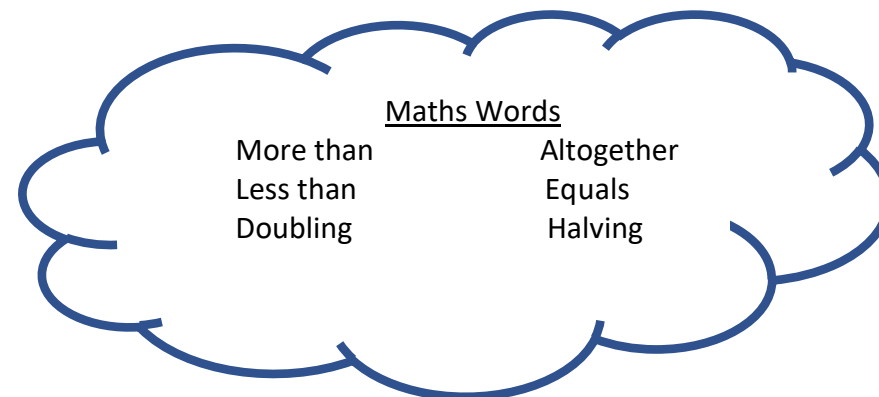 Maths Words
More than Altogether
Less than Equals
Doubling Halving